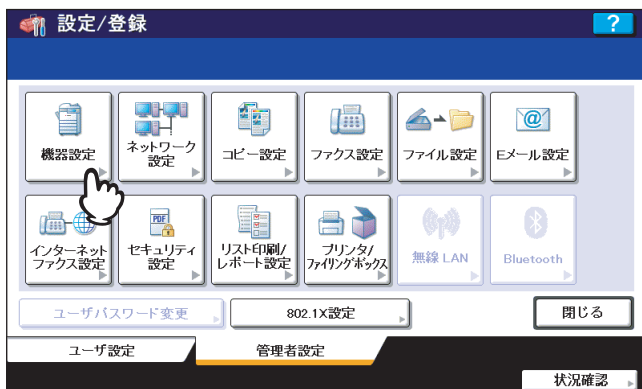 設定/登録
?
機器設定
ネットワーク
設定
コピー設定
ファクス設定
ファイル設定
Eメール設定
インターネット
ファクス設定
PDF
セキュリティ
設定
リスト印刷/
レポート設定
プリンタ/
ファイリングボックス
無線 LAN
Bluetooth
ユーザパスワード変更
802.1X設定
閉じる
ユーザ設定
管理者設定
状況確認